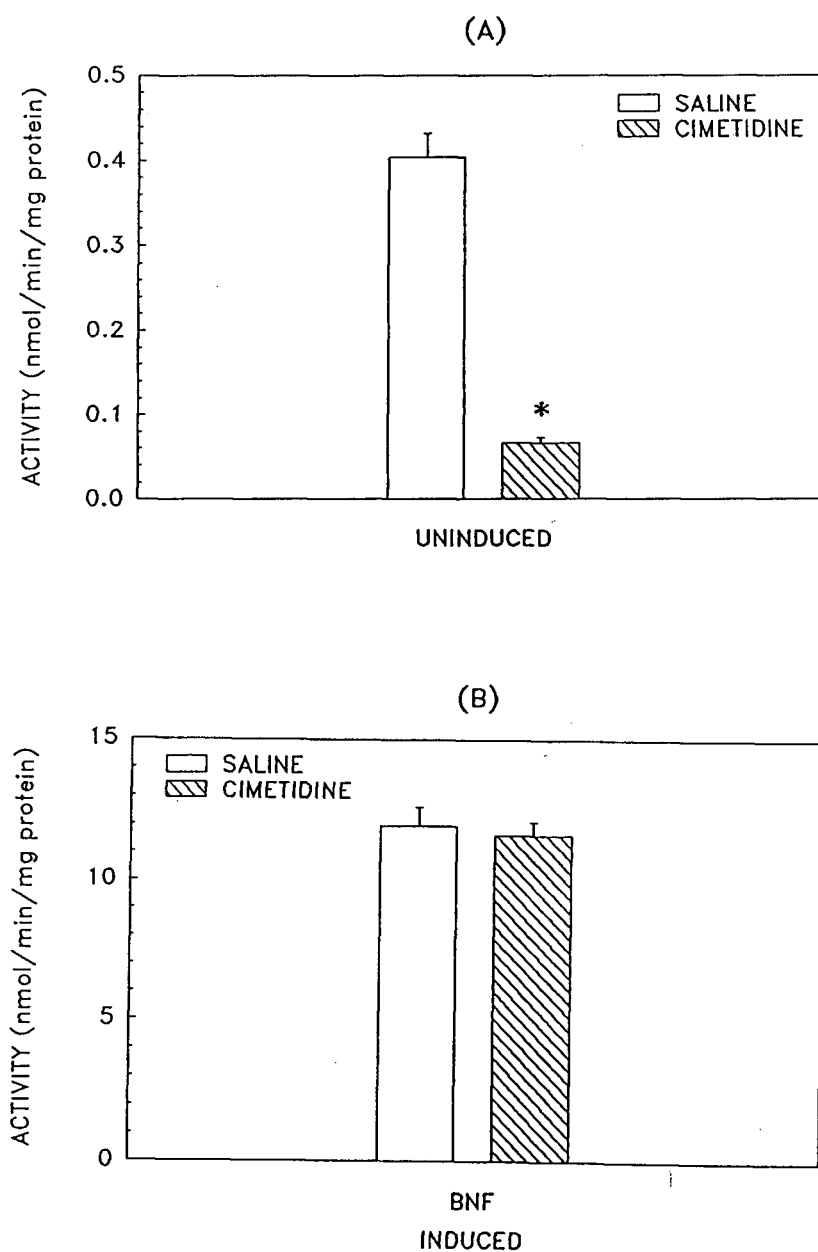 (A)
ACTIVITY (nmol/min/mg protein)
0.5
0.4
0.3
0.2
0.1
0.0
SALINE
CIMETIDINE
*
UNINDUCED
(B)
ACTIVITY (nmol/min/mg protein)
15
10
5
0
SALINE
CIMETIDINE
BNF
INDUCED